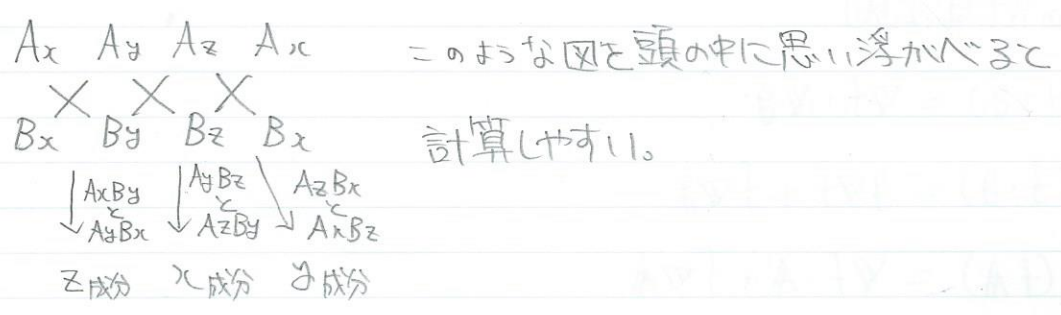 Ax Ay Az Ax
このような図を頭の中に思い浮かべると
Bx By Bz Bx
計算しやすい。
AxBy
と
AyBx
AyBz
と
AzBy
AzBx
と
AxBz
z成分 x成分 y成分